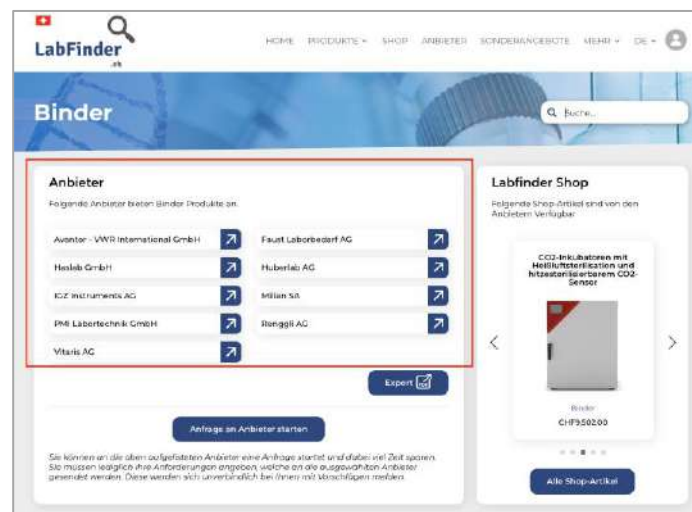 LabFinder
.ch
HOME PRODUKTE SHOP ANBIETER SONDERANGEBOTE MEHR DE
Binder
Suche...
Anbieter
Folgende Anbieter bieten Binder Produkte an.
Avantor - VWR International GmbH
Faust Laborbedarf AG
Haslab GmbH
Huberlab AG
IGZ Instruments AG
Milian SA
PMI Labortechnik GmbH
Renggli AG
Vitaris AG
Export
Anfrage an Anbieter starten
Sie können an die oben aufgelisteten Anbieter eine Anfrage startet und dabei viel Zeit sparen.
Sie müssen lediglich ihre Anforderungen angeben, welche an die ausgewählten Anbieter
gesendet werden. Diese werden sich unverbindlich bei Ihnen mit Vorschlägen melden.
Labfinder Shop
Folgende Shop-Artikel sind von den
Anbietern Verfügbar
CO2-Inkubatoren mit
Heißluftsterilisation und
hitzesterilisierbarem CO2-
Sensor
Binder
CHF9,502.00
Alle Shop-Artikel